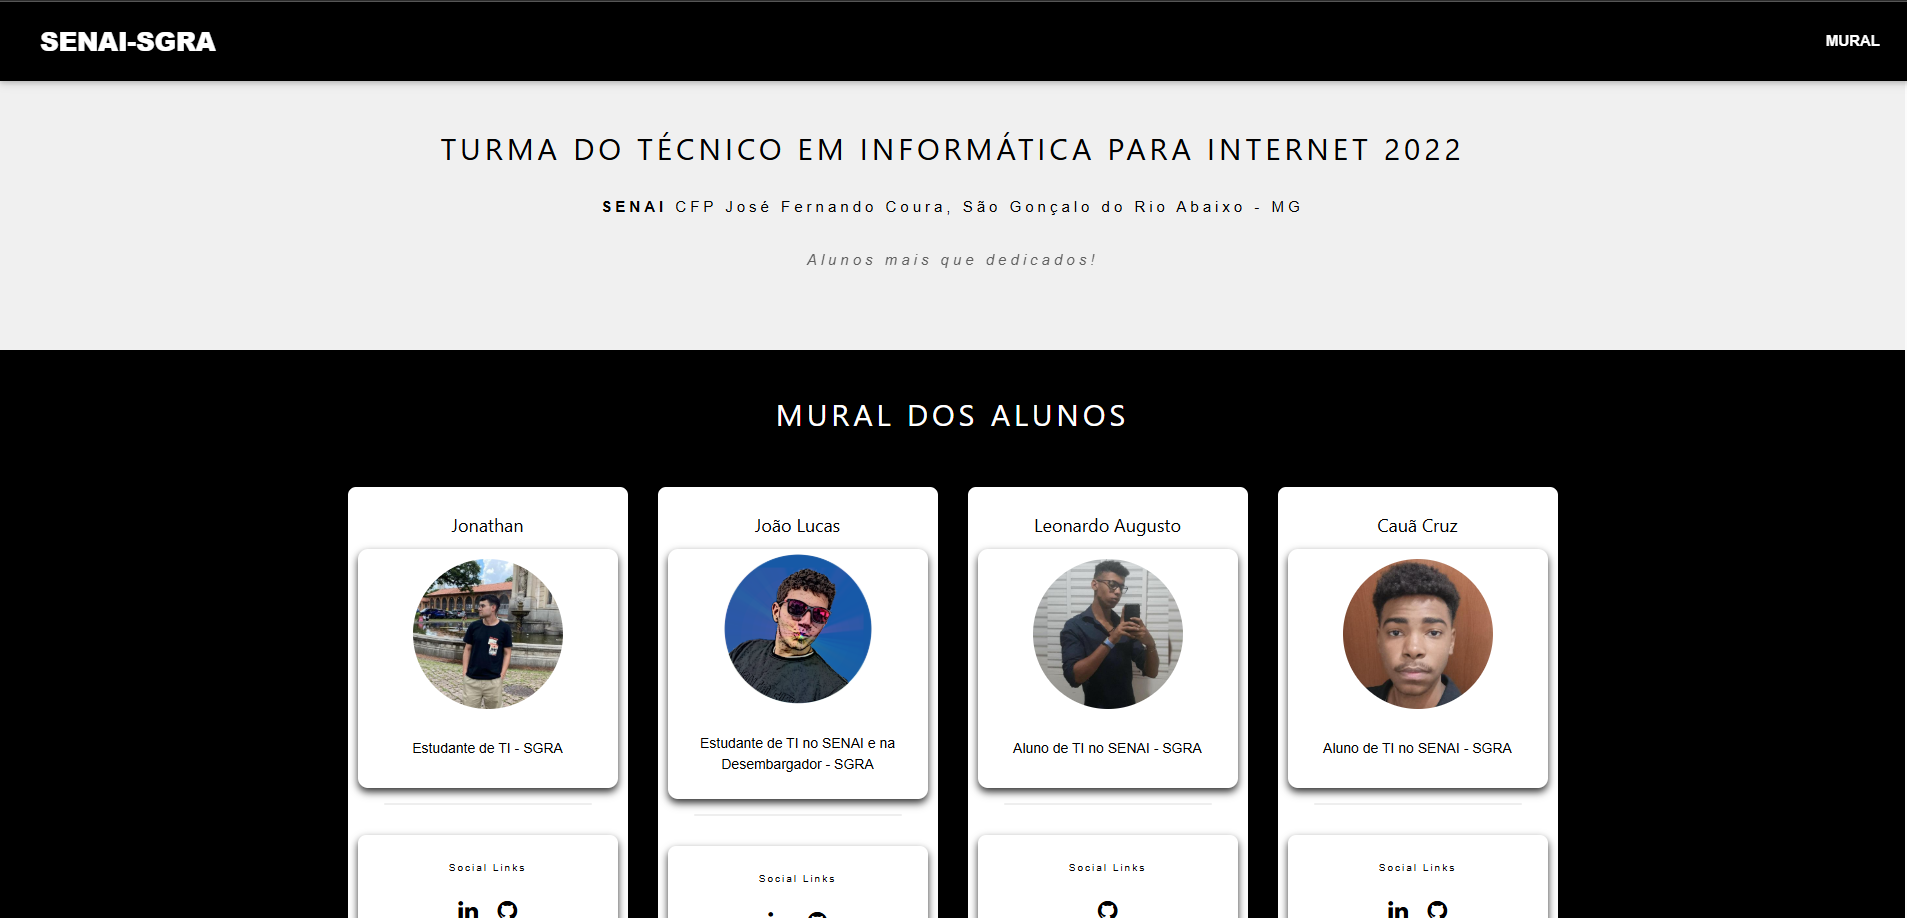 SENAI-SGRA
MURAL
TURMA DO TÉCNICO EM INFORMÁTICA PARA INTERNET 2022
SENAI CFP José Fernando Coura, São Gonçalo do Rio Abaixo - MG
Alunos mais que dedicados!
MURAL DOS ALUNOS
Jonathan
Estudante de TI - SGRA
Social Links
João Lucas
Estudante de TI no SENAI e na
Desembargador - SGRA
Social Links
Leonardo Augusto
Aluno de TI no SENAI - SGRA
Social Links
Cauã Cruz
Aluno de TI no SENAI - SGRA
Social Links